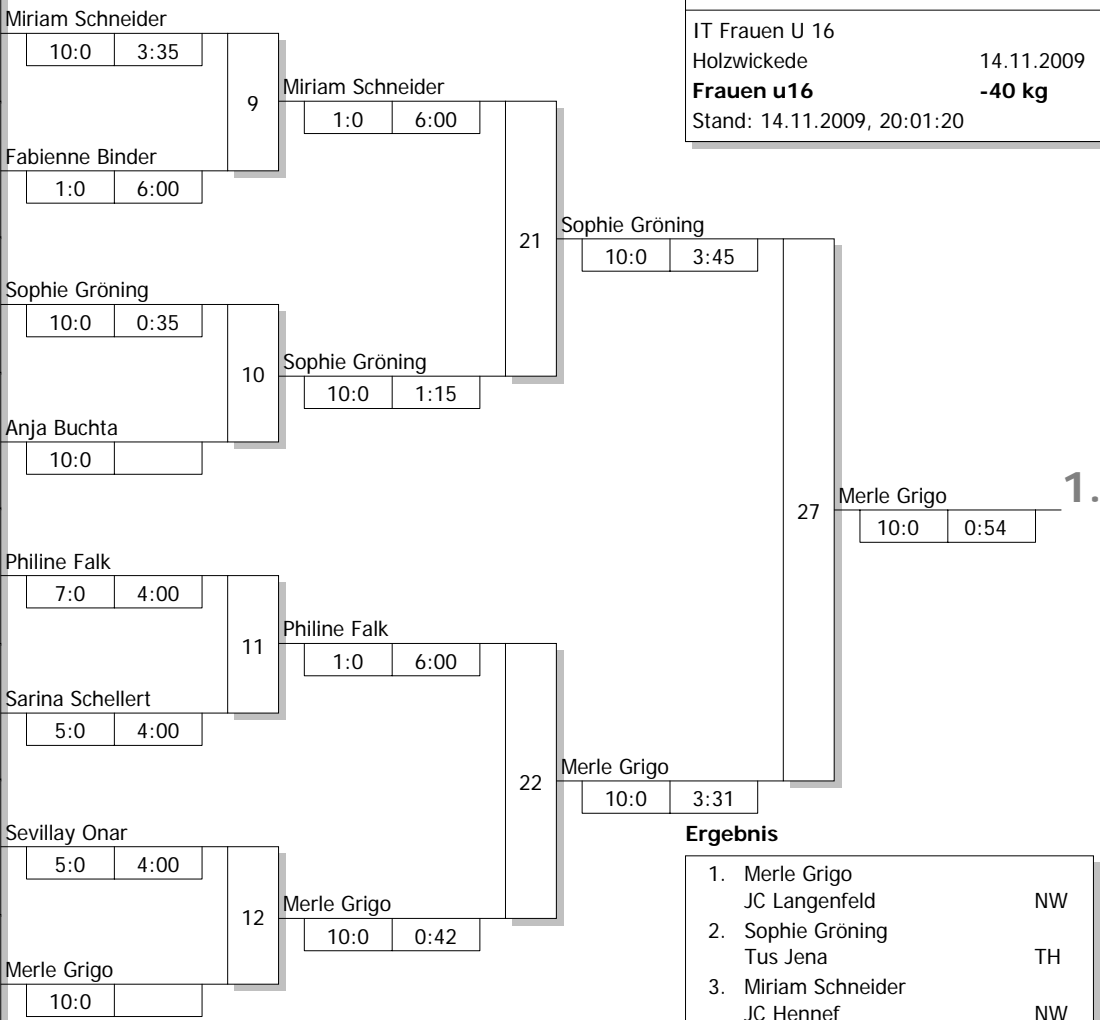 Miriam Schneider
10:0 3:35
9
Miriam Schneider
1:0 6:00
Fabienne Binder
1:0 6:00
21
Sophie Gröning
10:0 3:45
Sophie Gröning
10:0 0:35
10
Sophie Gröning
10:0 1:15
Anja Buchta
10:0
27
Merle Grigo 1.
10:0 0:54
Philine Falk
7:0 4:00
11
Philine Falk
1:0 6:00
Sarina Schellert
5:0 4:00
22
Merle Grigo
10:0 3:31
Sevillay Onar
5:0 4:00
12
Merle Grigo
10:0 0:42
Merle Grigo
10:0
IT Frauen U 16
Holzwickede 14.11.2009
Frauen u16 -40 kg
Stand: 14.11.2009, 20:01:20
Ergebnis
1. Merle Grigo
JC Langenfeld NW
2. Sophie Gröning
Tus Jena TH
3. Miriam Schneider
JC Hennef NW